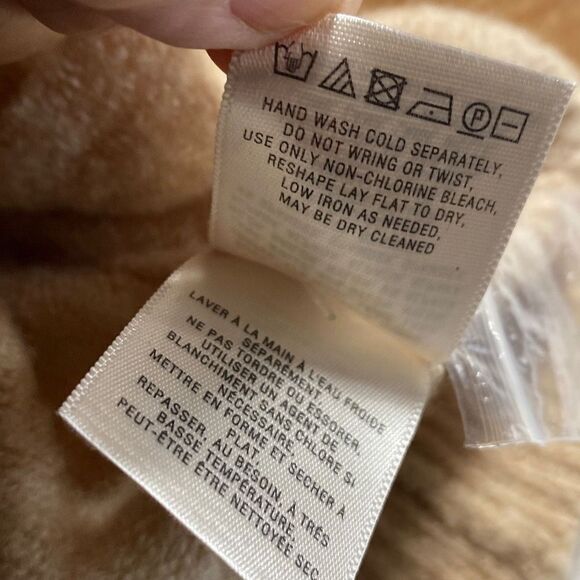 P
HAND WASH COLD SEPARATELY,
DO NOT WRING OR TWIST,
USE ONLY NON-CHLORINE BLEACH,
RESHAPE LAY FLAT TO DRY,
LOW IRON AS NEEDED,
MAY BE DRY CLEANED
LAVER À LA MAIN À L'EAU FROIDE
SÉPARÉMENT
NE PAS TORDRE OU ESSORER,
UTILISER UN AGENT DE
BLANCHIMENT SANS CHLORE SI
NÉCESSAIRE
METTRE EN FORME ET SÉCHER À
PLAT
REPASSER, AU BESOIN, À TRÈS
BASSE TEMPÉRATURE,
PEUT-ÊTRE ÊTRE NETTOYÉE SEC